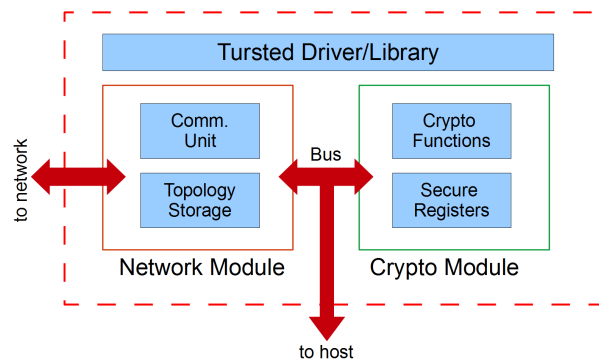 Tursted Driver/Library
Comm.
Unit
Topology
Storage
Network Module
Bus
Crypto
Functions
Secure
Registers
Crypto Module
to network
to host